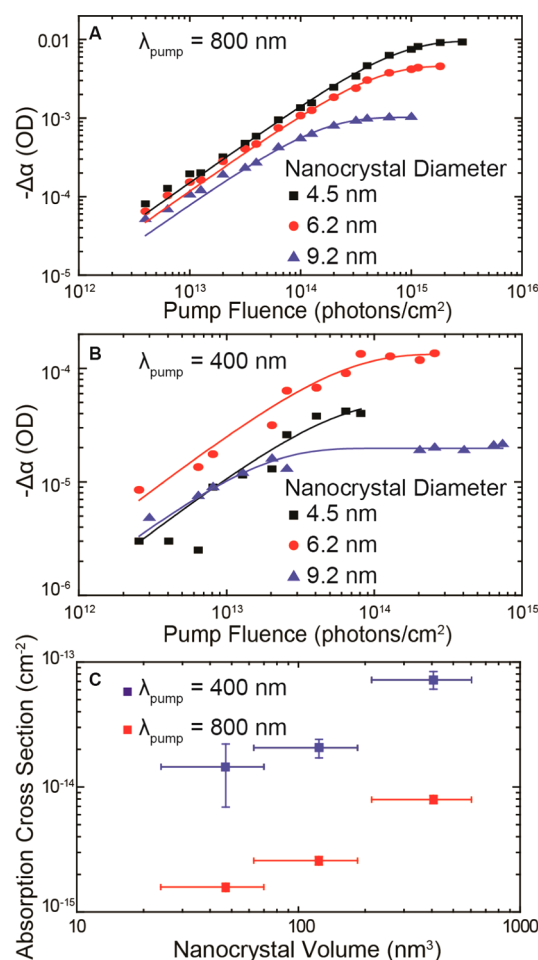 A
λpump = 800 nm
0.01
10⁻³
10⁻⁴
10⁻⁵
-Δα (OD)
Nanocrystal Diameter
4.5 nm
6.2 nm
9.2 nm
10¹² 10¹³ 10¹⁴ 10¹⁵ 10¹⁶
Pump Fluence (photons/cm²)
B
λpump = 400 nm
10⁻⁴
10⁻⁵
10⁻⁶
-Δα (OD)
Nanocrystal Diameter
4.5 nm
6.2 nm
9.2 nm
10¹² 10¹³ 10¹⁴ 10¹⁵
Pump Fluence (photons/cm²)
C
λpump = 400 nm
λpump = 800 nm
10⁻¹³
10⁻¹⁴
10⁻¹⁵
Absorption Cross Section (cm⁻²)
10 100 1000
Nanocrystal Volume (nm³)